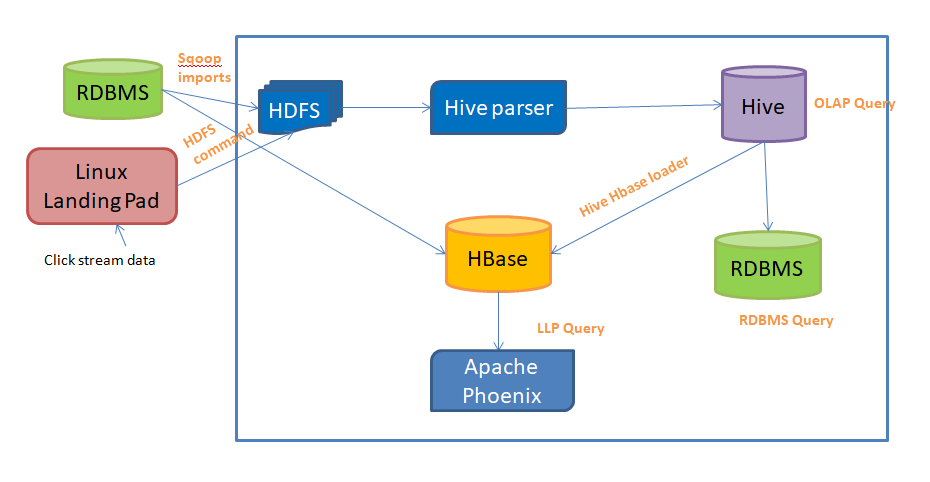 Sqoop
imports
RDBMS
HDFS
Hive parser
Hive
OLAP Query
HDFS
command
Linux
Landing Pad
Hive Hbase loader
Click stream data
HBase
RDBMS
RDBMS Query
LLP Query
Apache
Phoenix